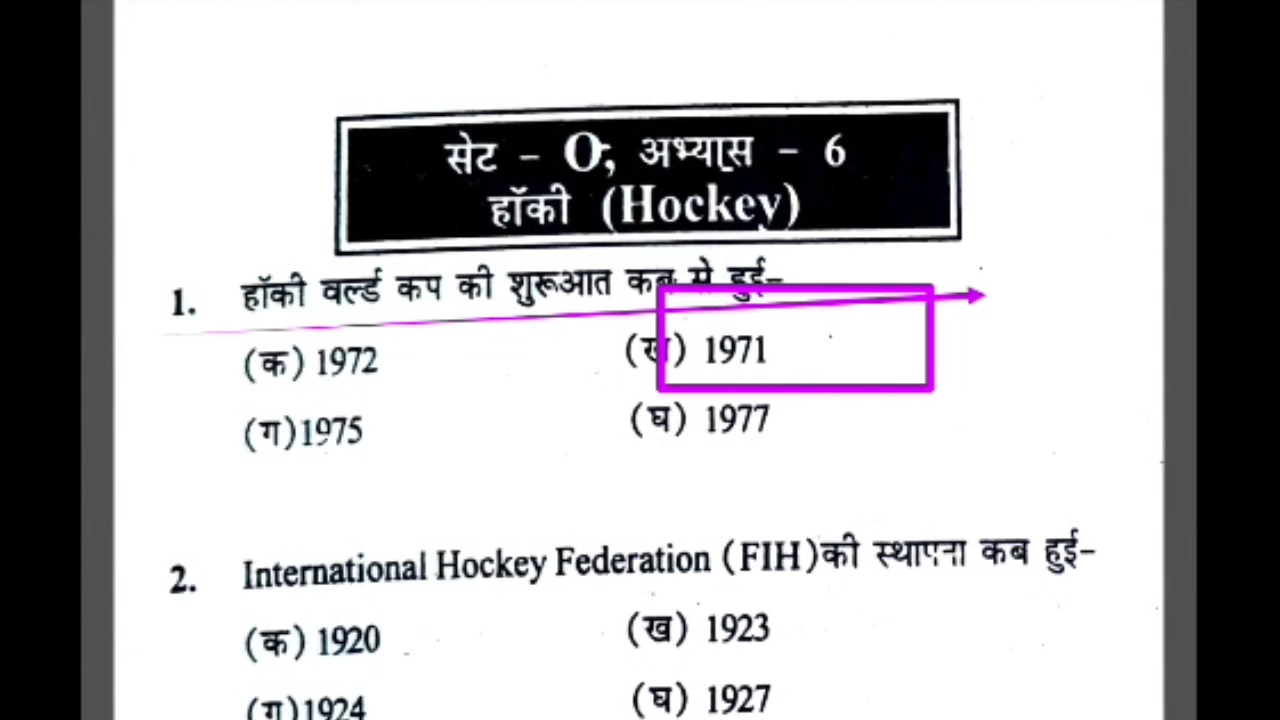 सेट - O, अभ्यास - 6
हॉकी (Hockey)
1. हॉकी वर्ल्ड कप की शुरूआत कब से हुई-
(क) 1972 (ख) 1971
(ग)1975 (घ) 1977
2. International Hockey Federation (FIH)की स्थापना कब हुई-
(क) 1920 (ख) 1923
(ग)1924 (घ) 1927